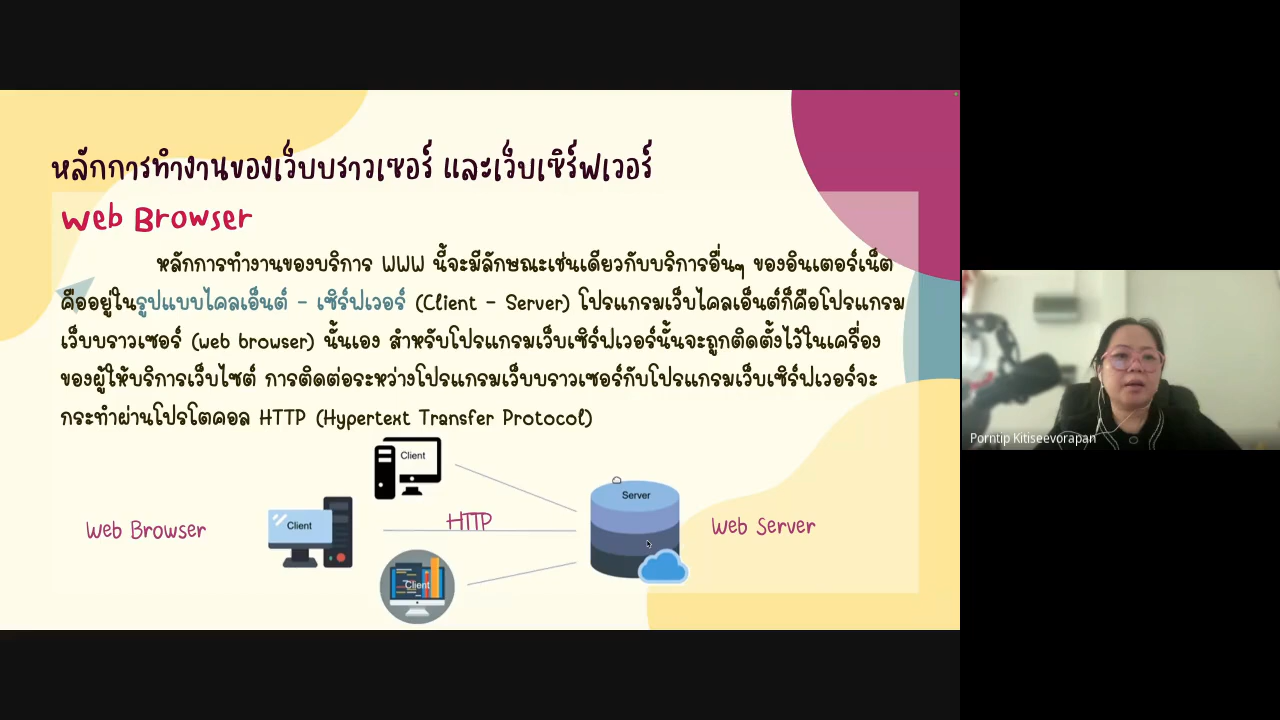 หลักการทำงานของเว็บบราวเซอร์ และเว็บเซิร์ฟเวอร์
Web Browser
หลักการทำงานของบริการ WWW นี้จะมีลักษณะเช่นเดียวกับบริการอื่นๆ ของอินเตอร์เน็ต
คืออยู่ในรูปแบบไคลเอ็นต์ - เซิร์ฟเวอร์ (Client - Server) โปรแกรมเว็บไคลเอ็นต์ก็คือโปรแกรม
เว็บบราวเซอร์ (web browser) นั้นเอง สำหรับโปรแกรมเว็บเซิร์ฟเวอร์นั้นจะถูกติดตั้งไว้ในเครื่อง
ของผู้ให้บริการเว็บไซต์ การติดต่อระหว่างโปรแกรมเว็บบราวเซอร์กับโปรแกรมเว็บเซิร์ฟเวอร์จะ
กระทำผ่านโปรโตคอล HTTP (Hypertext Transfer Protocol)
Client
Server
Web Browser
Client
HTTP
Web Server
Client
Porntip Kitiseevorapan